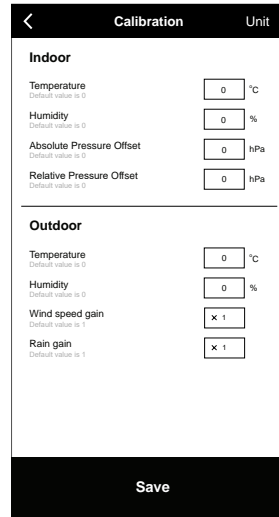 Calibration Unit
Indoor
Temperature
Default value is 0
0 °C
Humidity
Default value is 0
0 %
Absolute Pressure Offset
Default value is 0
0 hPa
Relative Pressure Offset
Default value is 0
0 hPa
Outdoor
Temperature
Default value is 0
0 °C
Humidity
Default value is 0
0 %
Wind speed gain
Default value is 1
× 1
Rain gain
Default value is 1
× 1
Save